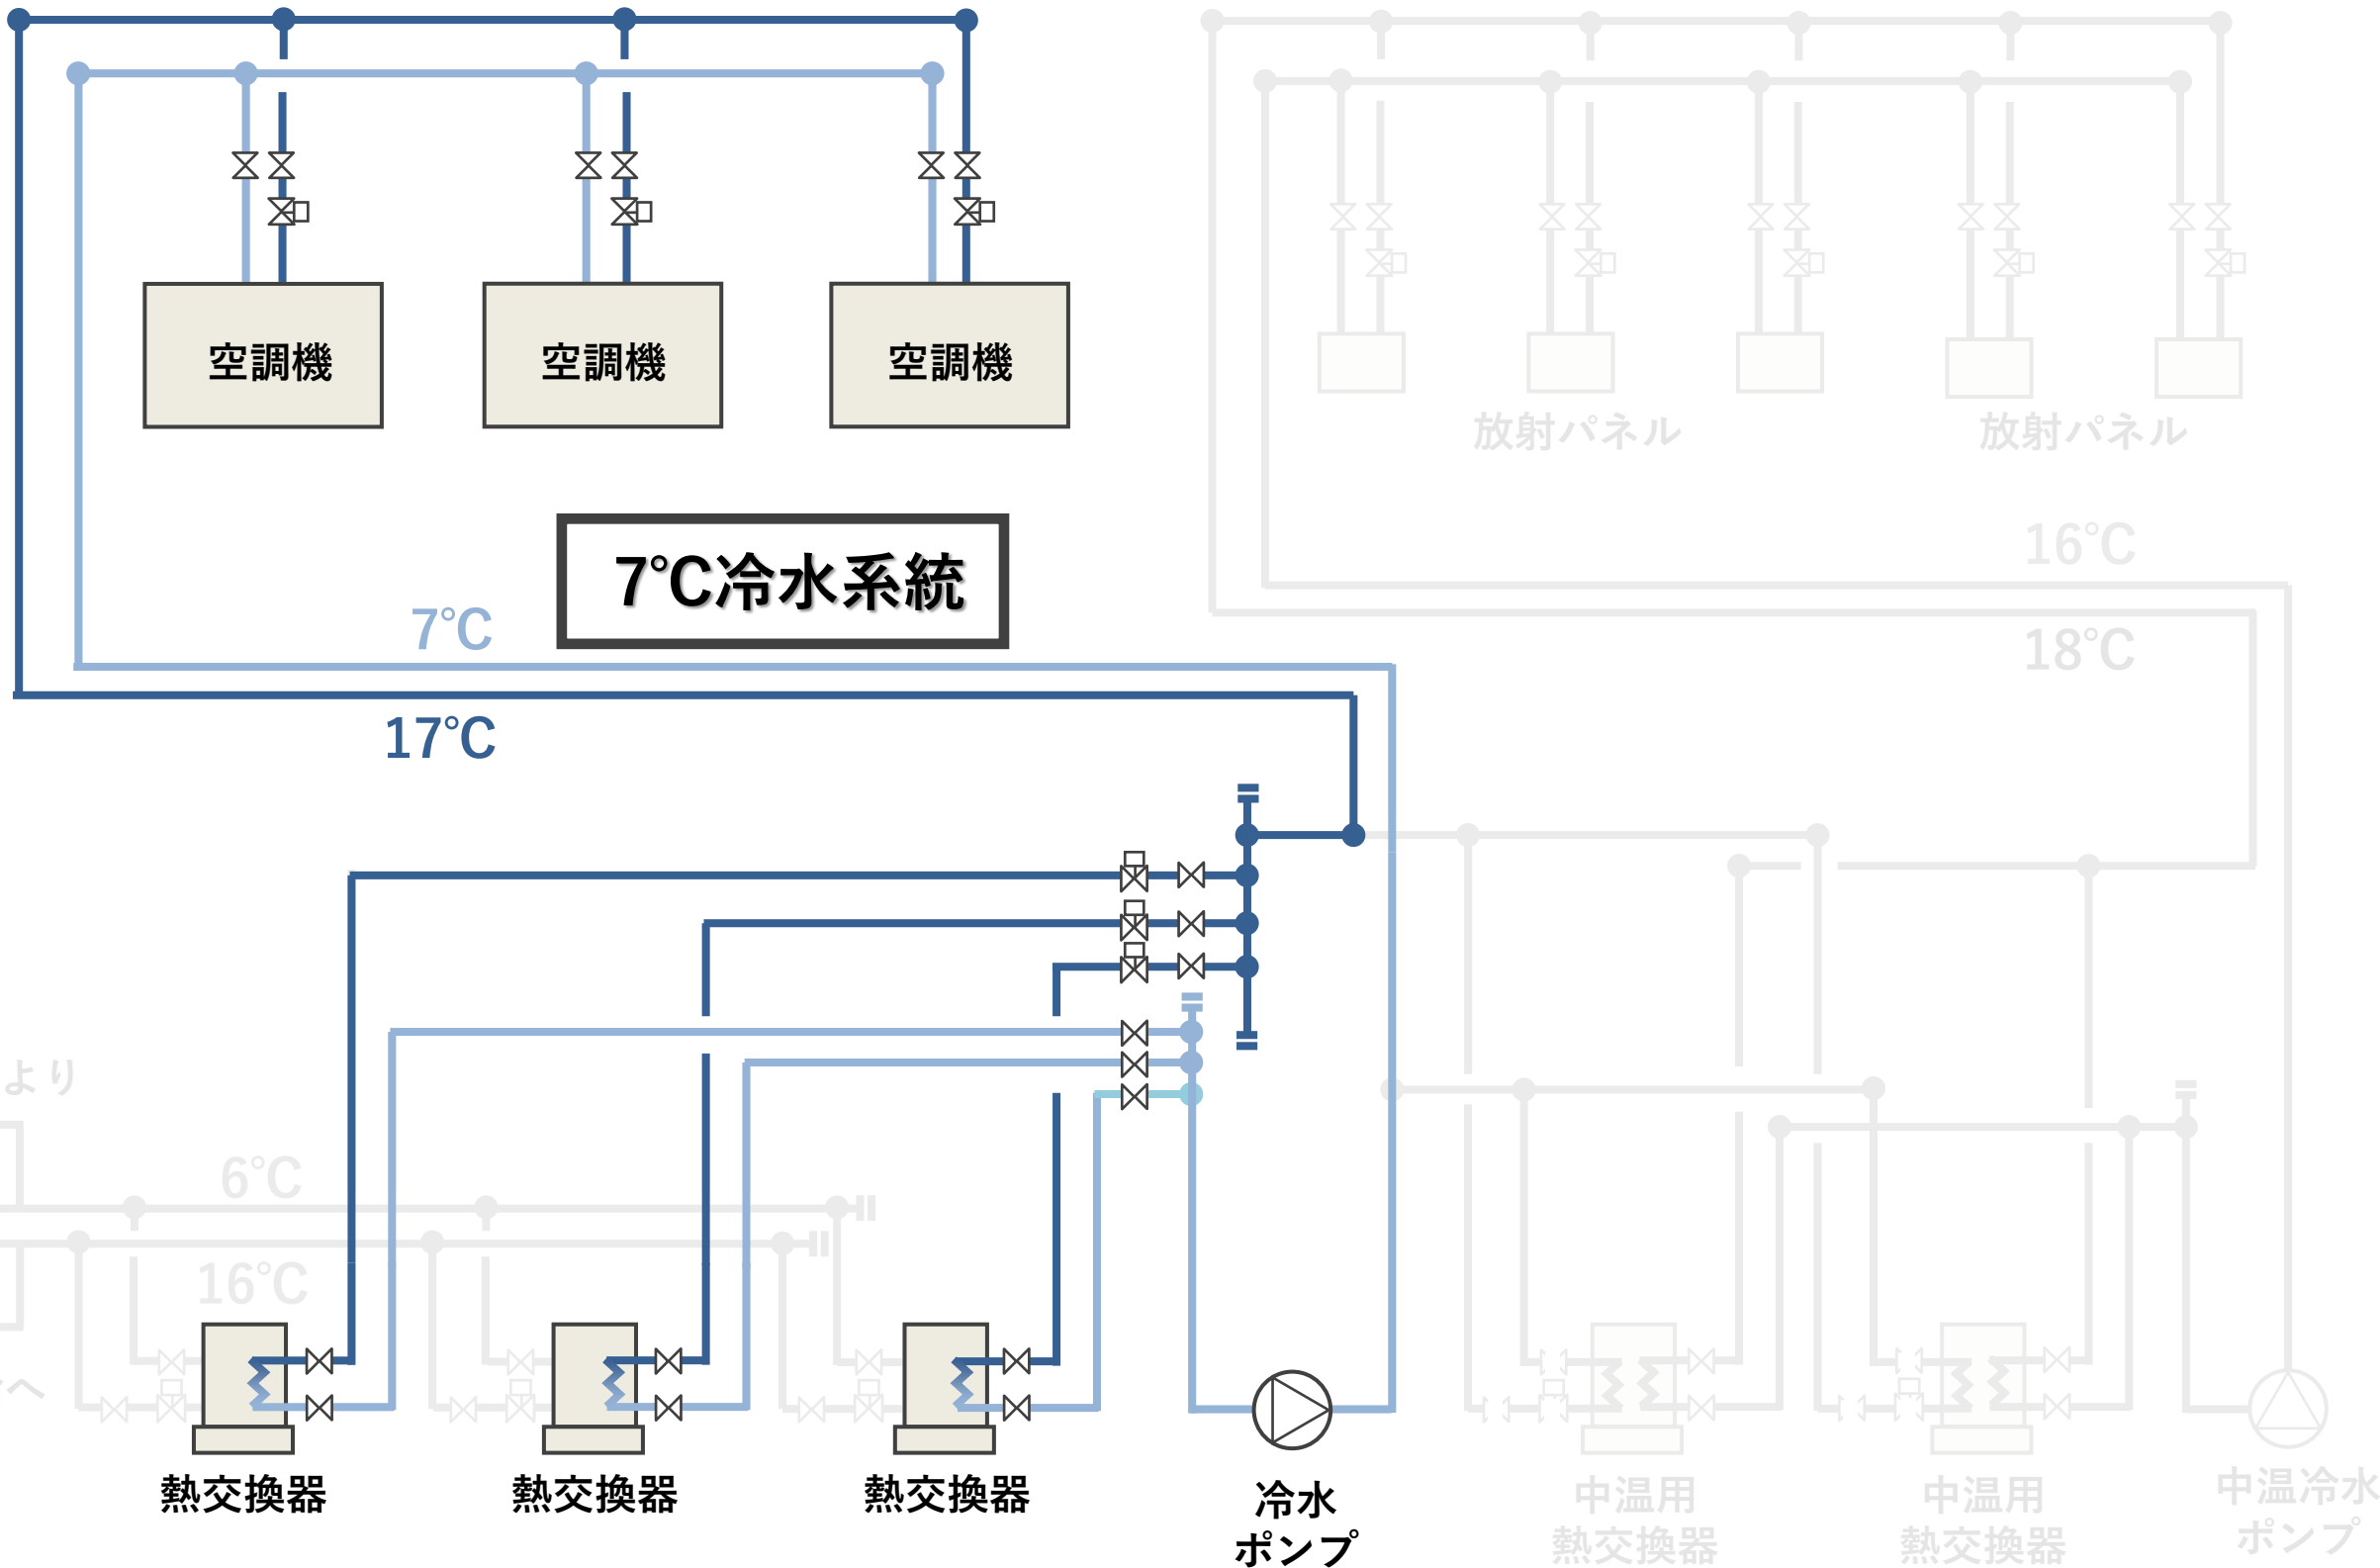 空調機
空調機
空調機
放射パネル
放射パネル
7℃冷水系統
16℃
7℃
18℃
17℃
より
6℃
16℃
へ
熱交換器
熱交換器
熱交換器
冷水
ポンプ
中温用
熱交換器
中温用
熱交換器
中温冷水
ポンプ